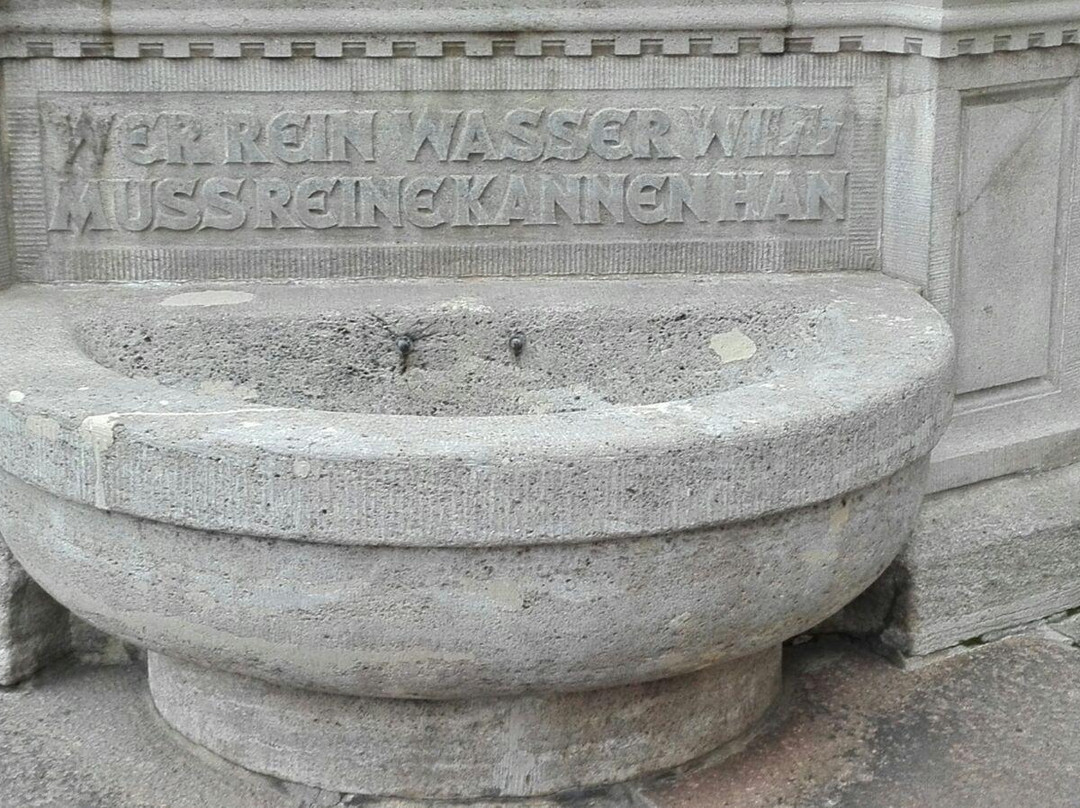 WER REIN WASSER WILL
MUSS REINE KANNEN HAN